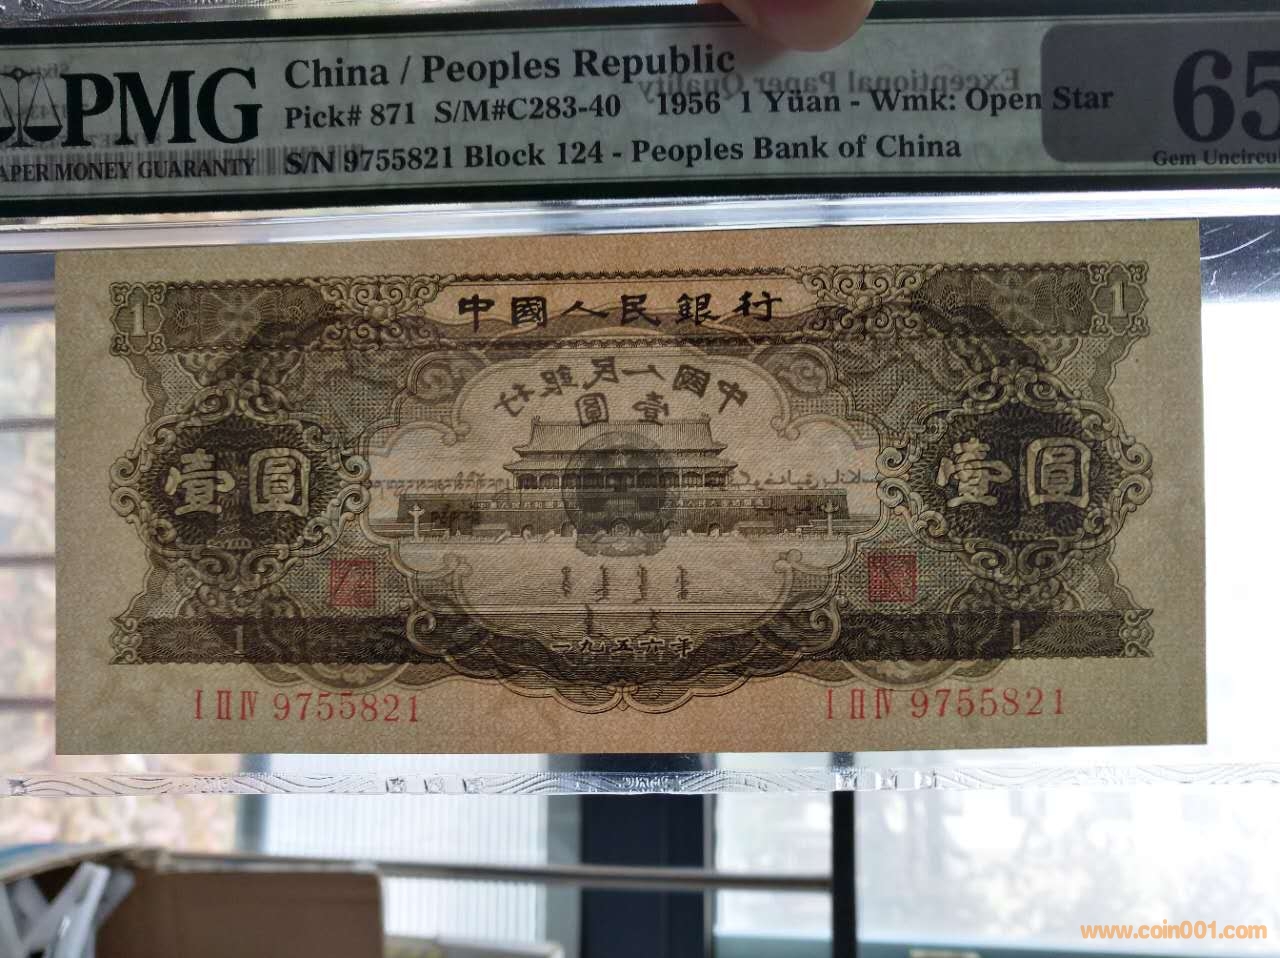 PMG
PAPER MONEY GUARANTY
China / Peoples Republic
Pick# 871 S/M#C283-40 1956 1 Yüan - Wmk: Open Star
S/N 9755821 Block 124 - Peoples Bank of China
Exceptional Paper Quality
65
Gem Uncircu
中國人民銀行
1
1
中國人民銀行
壹圓
壹圓
壹圓
1
1
一九五六年
I II IV 9755821
I II IV 9755821
www.coin001.com